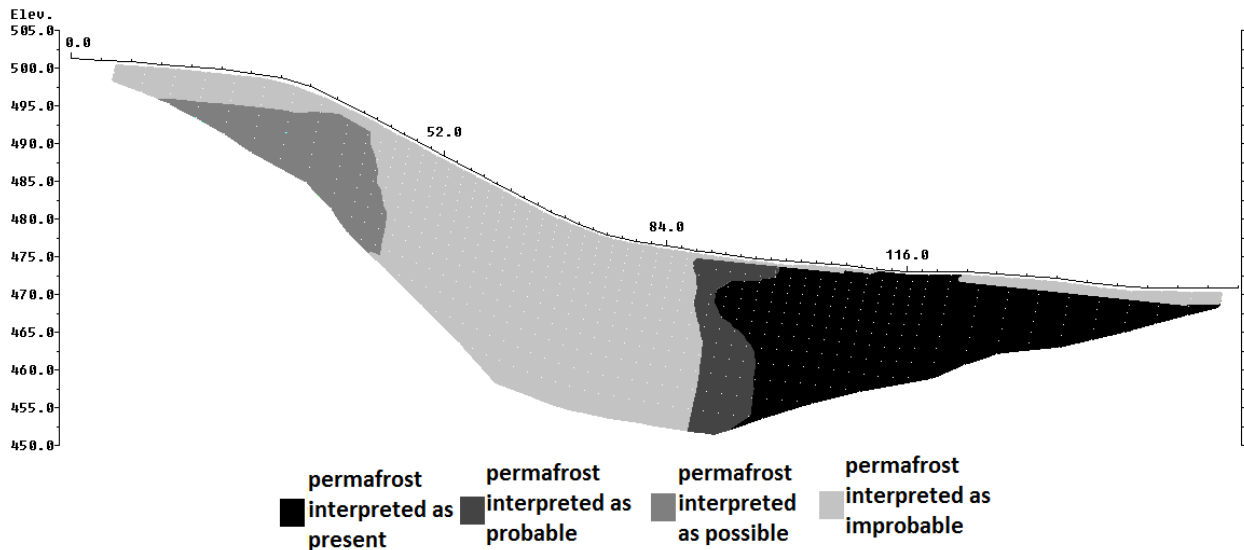 Elev.
505.0
0.0
500.0
495.0
52.0
490.0
485.0
480.0
84.0
475.0
116.0
470.0
465.0
460.0
455.0
450.0
permafrost
interpreted as
present
permafrost
interpreted as
probable
permafrost
interpreted
as possible
permafrost
interpreted as
improbable